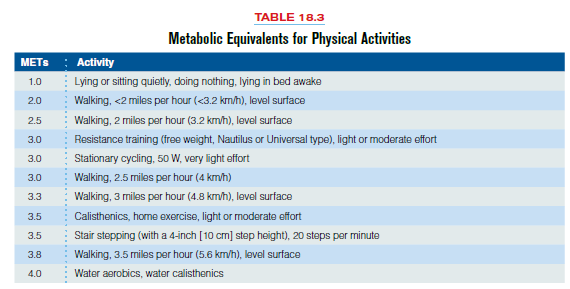 TABLE 18.3
Metabolic Equivalents for Physical Activities
METs Activity
1.0 Lying or sitting quietly, doing nothing, lying in bed awake
2.0 Walking, <2 miles per hour (<3.2 km/h), level surface
2.5 Walking, 2 miles per hour (3.2 km/h), level surface
3.0 Resistance training (free weight, Nautilus or Universal type), light or moderate effort
3.0 Stationary cycling, 50 W, very light effort
3.0 Walking, 2.5 miles per hour (4 km/h)
3.3 Walking, 3 miles per hour (4.8 km/h), level surface
3.5 Calisthenics, home exercise, light or moderate effort
3.5 Stair stepping (with a 4-inch [10 cm] step height), 20 steps per minute
3.8 Walking, 3.5 miles per hour (5.6 km/h), level surface
4.0 Water aerobics, water calisthenics